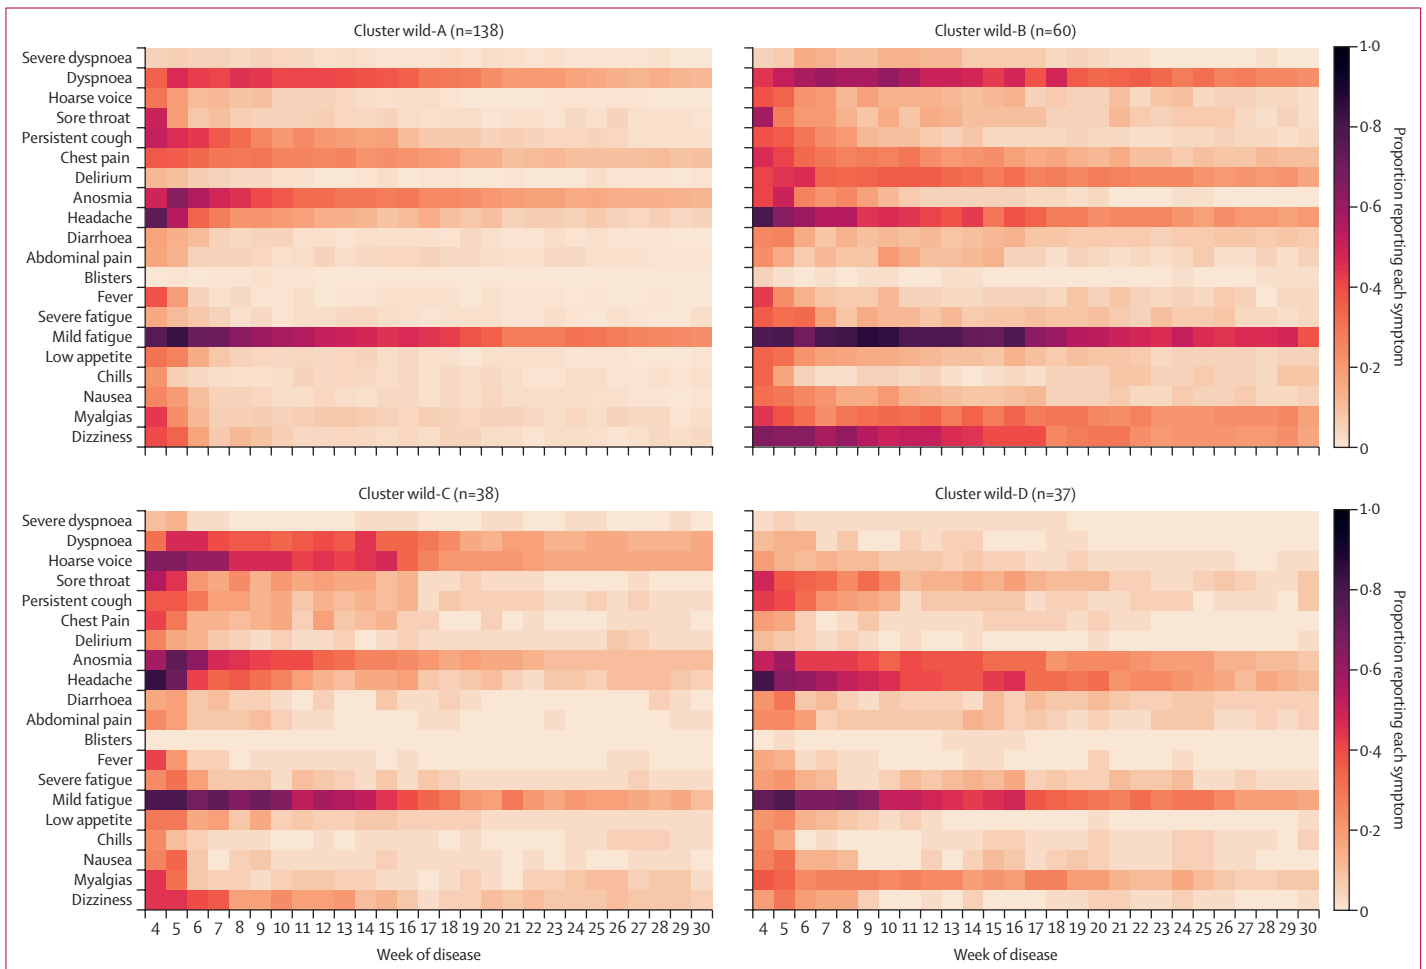 Cluster wild-A (n=138)
Cluster wild-B (n=60)
Severe dyspnoea
Dyspnoea
Hoarse voice
Sore throat
Persistent cough
Chest pain
Delirium
Anosmia
Headache
Diarrhoea
Abdominal pain
Blisters
Fever
Severe fatigue
Mild fatigue
Low appetite
Chills
Nausea
Myalgias
Dizziness
1·0
0·8
0·6
0·4
0·2
0
Proportion reporting each symptom
Cluster wild-C (n=38)
Cluster wild-D (n=37)
Severe dyspnoea
Dyspnoea
Hoarse voice
Sore throat
Persistent cough
Chest Pain
Delirium
Anosmia
Headache
Diarrhoea
Abdominal pain
Blisters
Fever
Severe fatigue
Mild fatigue
Low appetite
Chills
Nausea
Myalgias
Dizziness
1·0
0·8
0·6
0·4
0·2
0
Proportion reporting each symptom
4 5 6 7 8 9 10 11 12 13 14 15 16 17 18 19 20 21 22 23 24 25 26 27 28 29 30
4 5 6 7 8 9 10 11 12 13 14 15 16 17 18 19 20 21 22 23 24 25 26 27 28 29 30
Week of disease
Week of disease